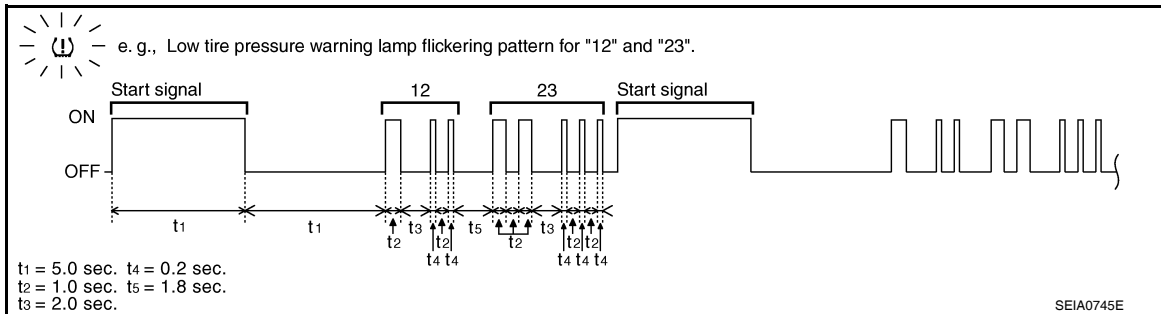 (!) e. g., Low tire pressure warning lamp flickering pattern for "12" and "23".
Start signal 12 23 Start signal
ON
OFF
t1 t1 t2 t3 t2 t5 t2 t3 t2 t2
t4 t4 t4 t4 t4
t1 = 5.0 sec. t4 = 0.2 sec.
t2 = 1.0 sec. t5 = 1.8 sec.
t3 = 2.0 sec.
SEIA0745E